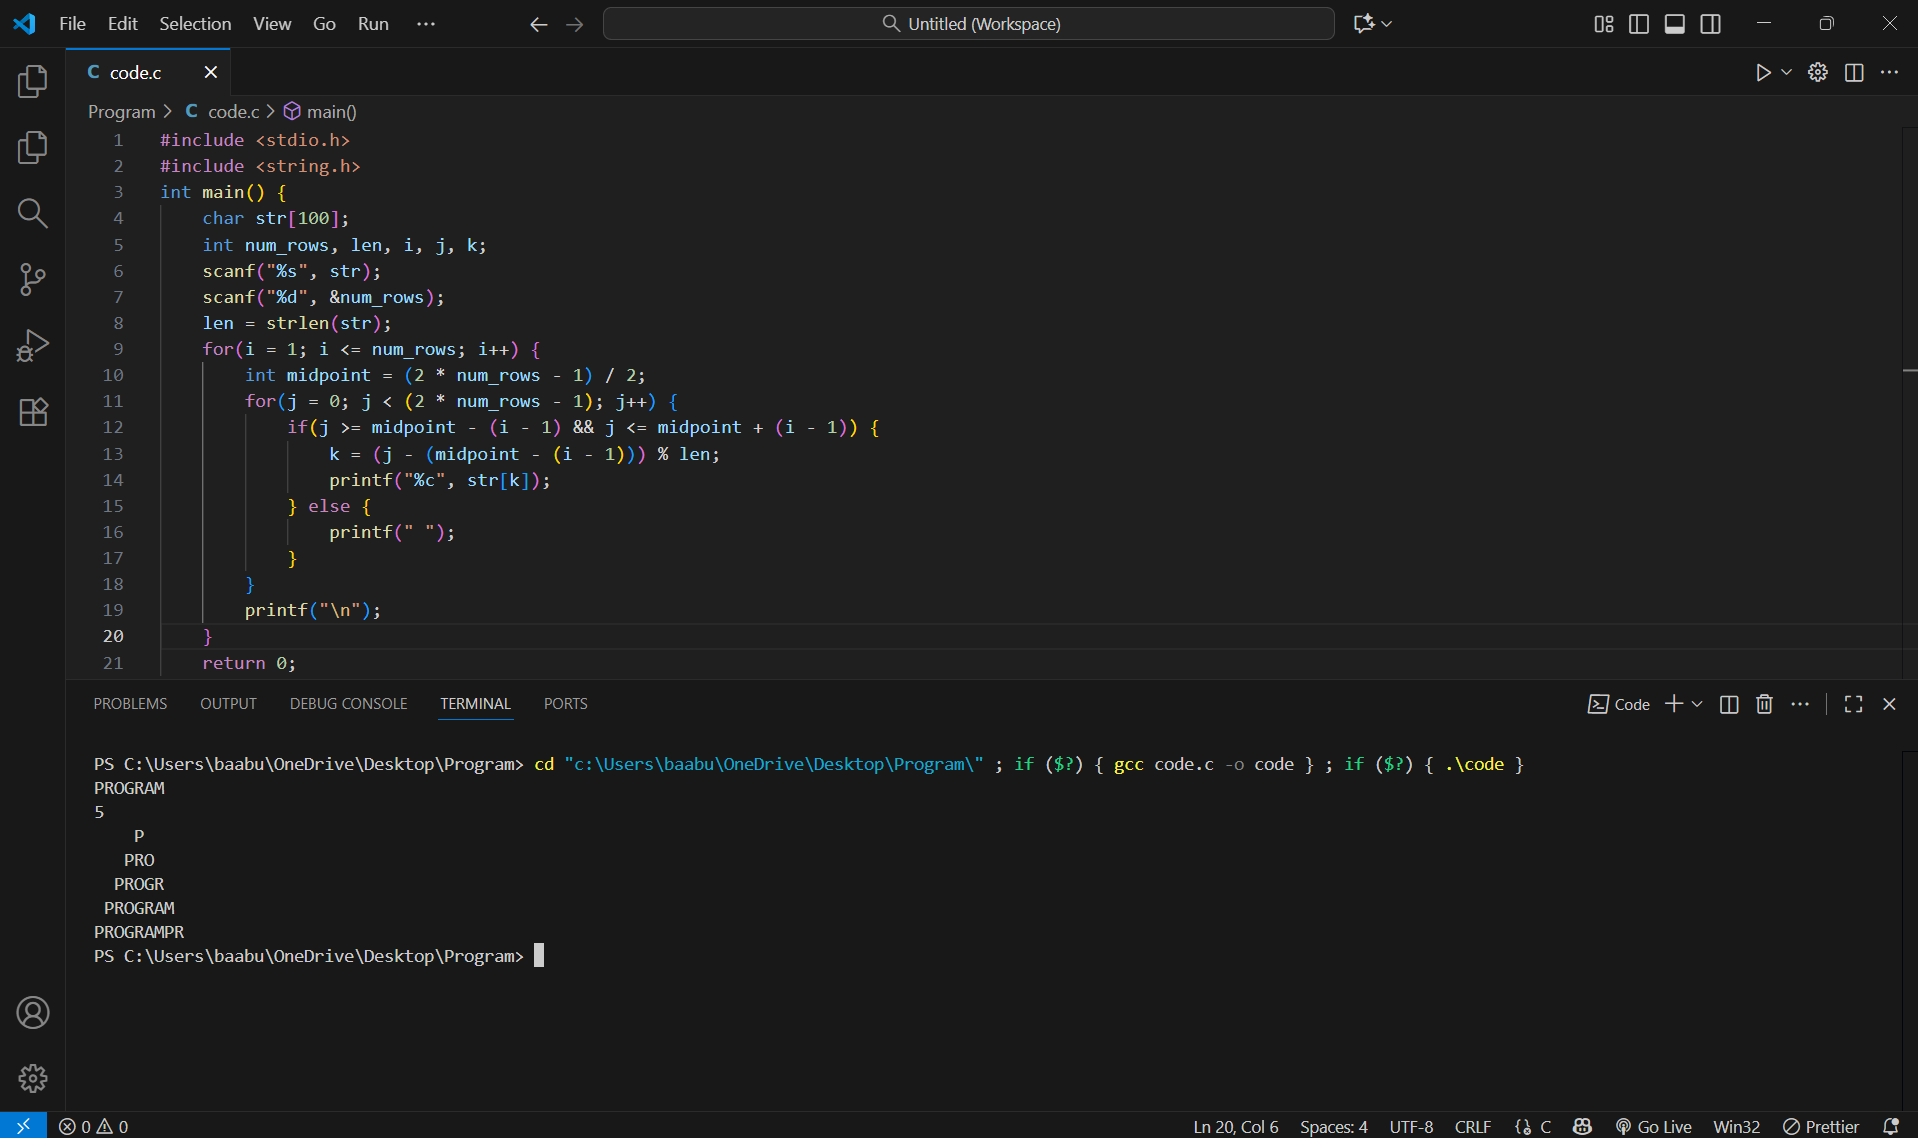 File Edit Selection View Go Run ··· Untitled (Workspace)
C code.c
Program > C code.c > main()
1 #include <stdio.h>
2 #include <string.h>
3 int main() {
4     char str[100];
5     int num_rows, len, i, j, k;
6     scanf("%s", str);
7     scanf("%d", &num_rows);
8     len = strlen(str);
9     for(i = 1; i <= num_rows; i++) {
10         int midpoint = (2 * num_rows - 1) / 2;
11         for(j = 0; j < (2 * num_rows - 1); j++) {
12             if(j >= midpoint - (i - 1) && j <= midpoint + (i - 1)) {
13                 k = (j - (midpoint - (i - 1))) % len;
14                 printf("%c", str[k]);
15             } else {
16                 printf(" ");
17             }
18         }
19         printf("\n");
20     }
21     return 0;
PROBLEMS OUTPUT DEBUG CONSOLE TERMINAL PORTS Code
PS C:\Users\baabu\OneDrive\Desktop\Program> cd "c:\Users\baabu\OneDrive\Desktop\Program\" ; if ($?) { gcc code.c -o code } ; if ($?) { .\code }
PROGRAM
5
    P
   PRO
  PROGR
 PROGRAM
PROGRAMPR
PS C:\Users\baabu\OneDrive\Desktop\Program>
0 0 Ln 20, Col 6 Spaces: 4 UTF-8 CRLF {} C Go Live Win32 Prettier